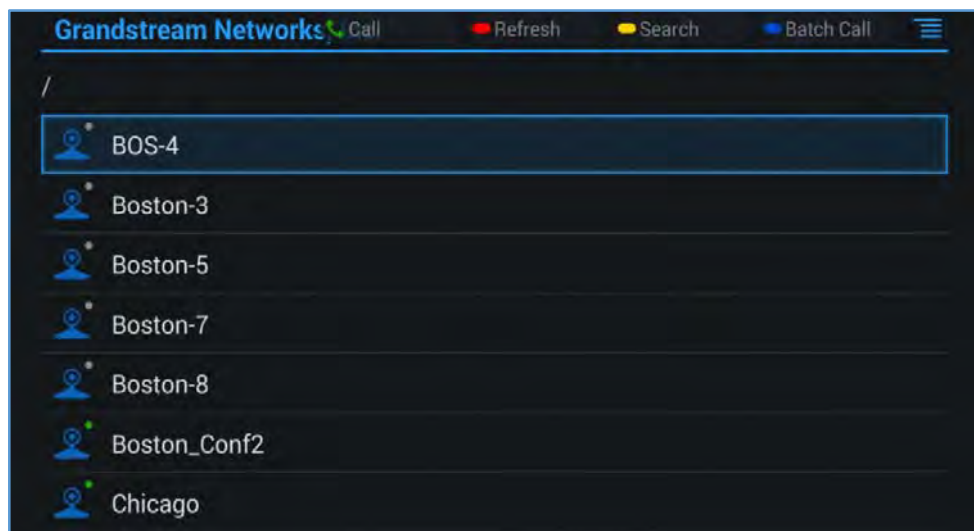 Grandstream Networks Call Refresh Search Batch Call
/
BOS-4
Boston-3
Boston-5
Boston-7
Boston-8
Boston_Conf2
Chicago